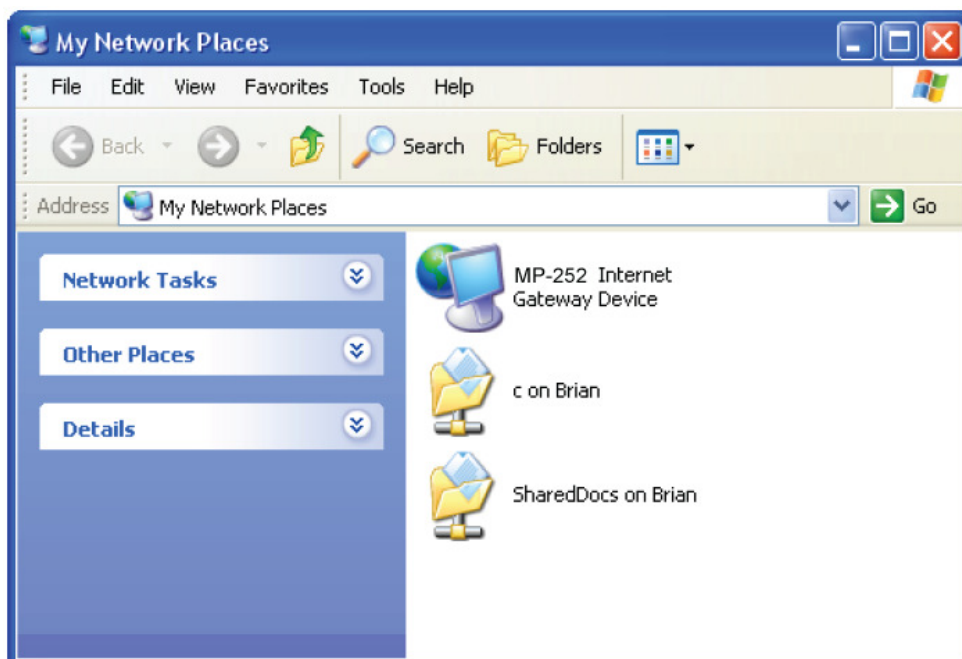 My Network Places
File Edit View Favorites Tools Help
Back Search Folders
Address My Network Places Go
Network Tasks
Other Places
Details
MP-252 Internet
Gateway Device
c on Brian
SharedDocs on Brian